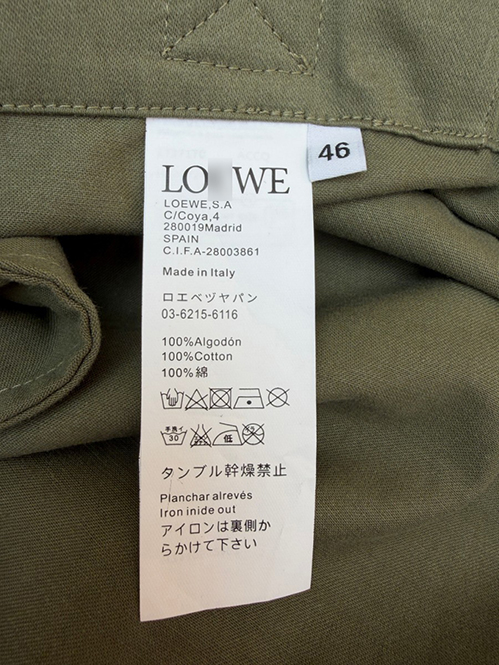 LO WE
46
LOEWE,S.A
C/Coya,4
280019Madrid
SPAIN
C.I.F.A-28003861
Made in Italy
ロエベヅヤパン
03-6215-6116
100%Algodón
100%Cotton
100%綿
手洗イ
30
低
タンブル幹燥禁止
Planchar alrevés
Iron inide out
アイロンは裏側か
らかけて下さい